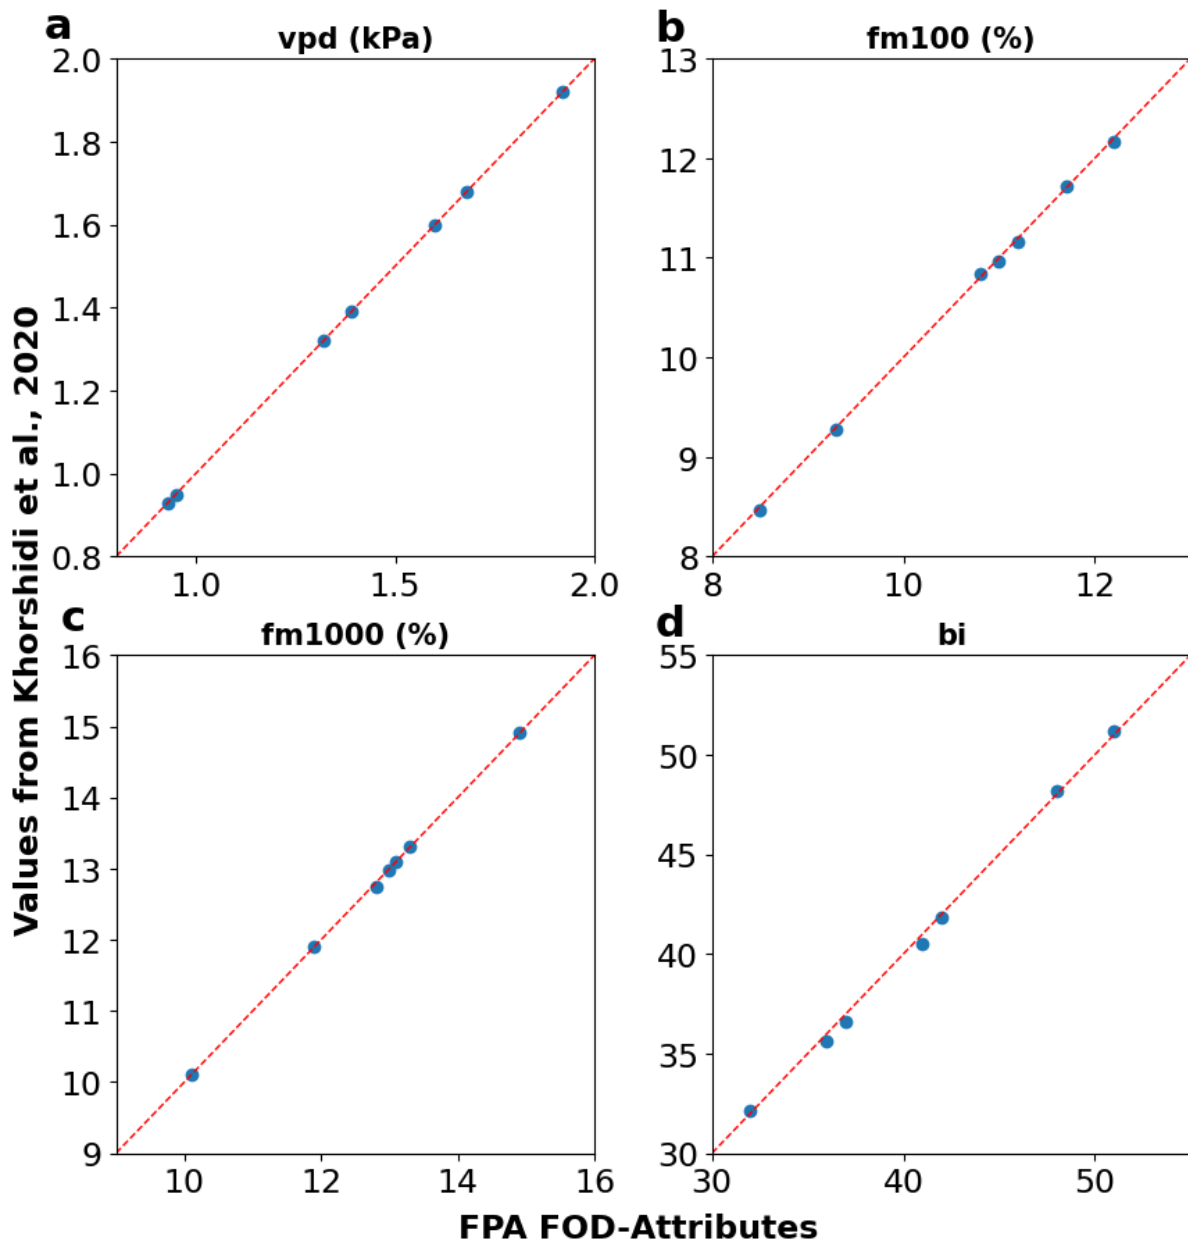 a
vpd (kPa)
2.0
1.8
1.6
1.4
1.2
1.0
0.8
1.0 1.5 2.0
b
fm100 (%)
13
12
11
10
9
8
8 10 12
c
fm1000 (%)
16
15
14
13
12
11
10
9
10 12 14 16
d
bi
55
50
45
40
35
30
30 40 50
Values from Khorshidi et al., 2020
FPA FOD-Attributes